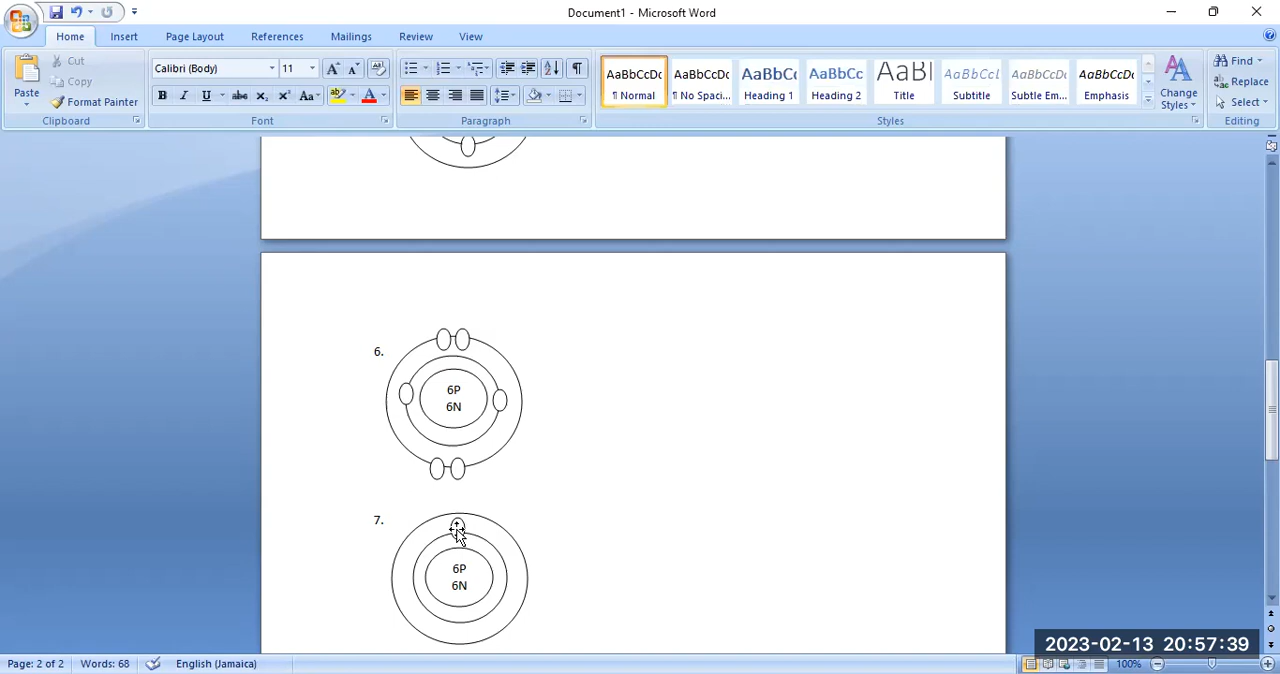 Document1 - Microsoft Word
Home Insert Page Layout References Mailings Review View
Paste
Cut
Copy
Format Painter
Clipboard
Calibri (Body) 11
Font
Paragraph
AaBbCcDc AaBbCcDc AaBbCc AaBbCc AaBl AaBbCcL AaBbCcDc AaBbCcDc
¶ Normal ¶ No Spaci... Heading 1 Heading 2 Title Subtitle Subtle Em... Emphasis
Styles
Change Styles
Find
Replace
Select
Editing
6.
6P
6N
7.
6P
6N
2023-02-13 20:57:39
Page: 2 of 2 Words: 68 English (Jamaica) 100%